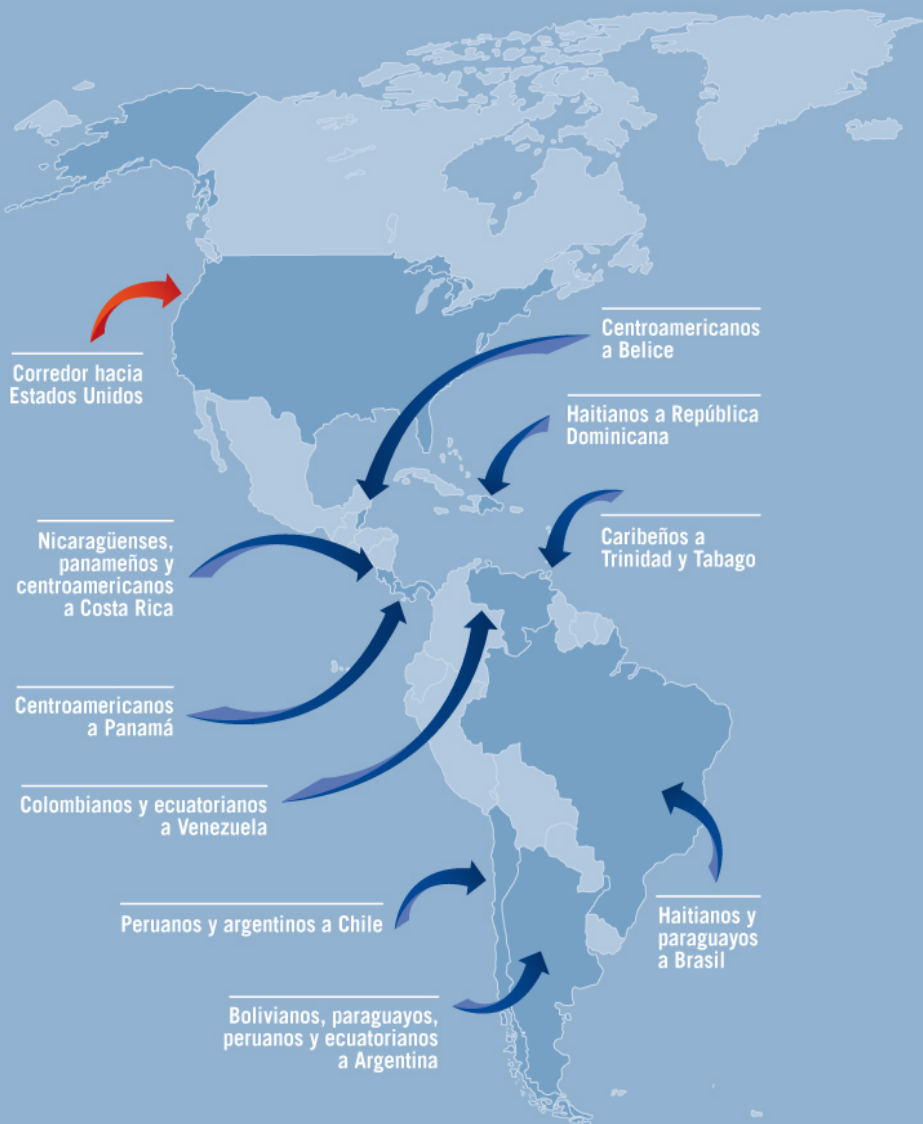 Corredor hacia
Estados Unidos
Centroamericanos
a Belice
Haitianos a República
Dominicana
Caribeños a
Trinidad y Tabago
Nicaragüenses,
panameños y
centroamericanos
a Costa Rica
Centroamericanos
a Panamá
Colombianos y ecuatorianos
a Venezuela
Peruanos y argentinos a Chile
Haitianos y
paraguayos
a Brasil
Bolivianos, paraguayos,
peruanos y ecuatorianos
a Argentina